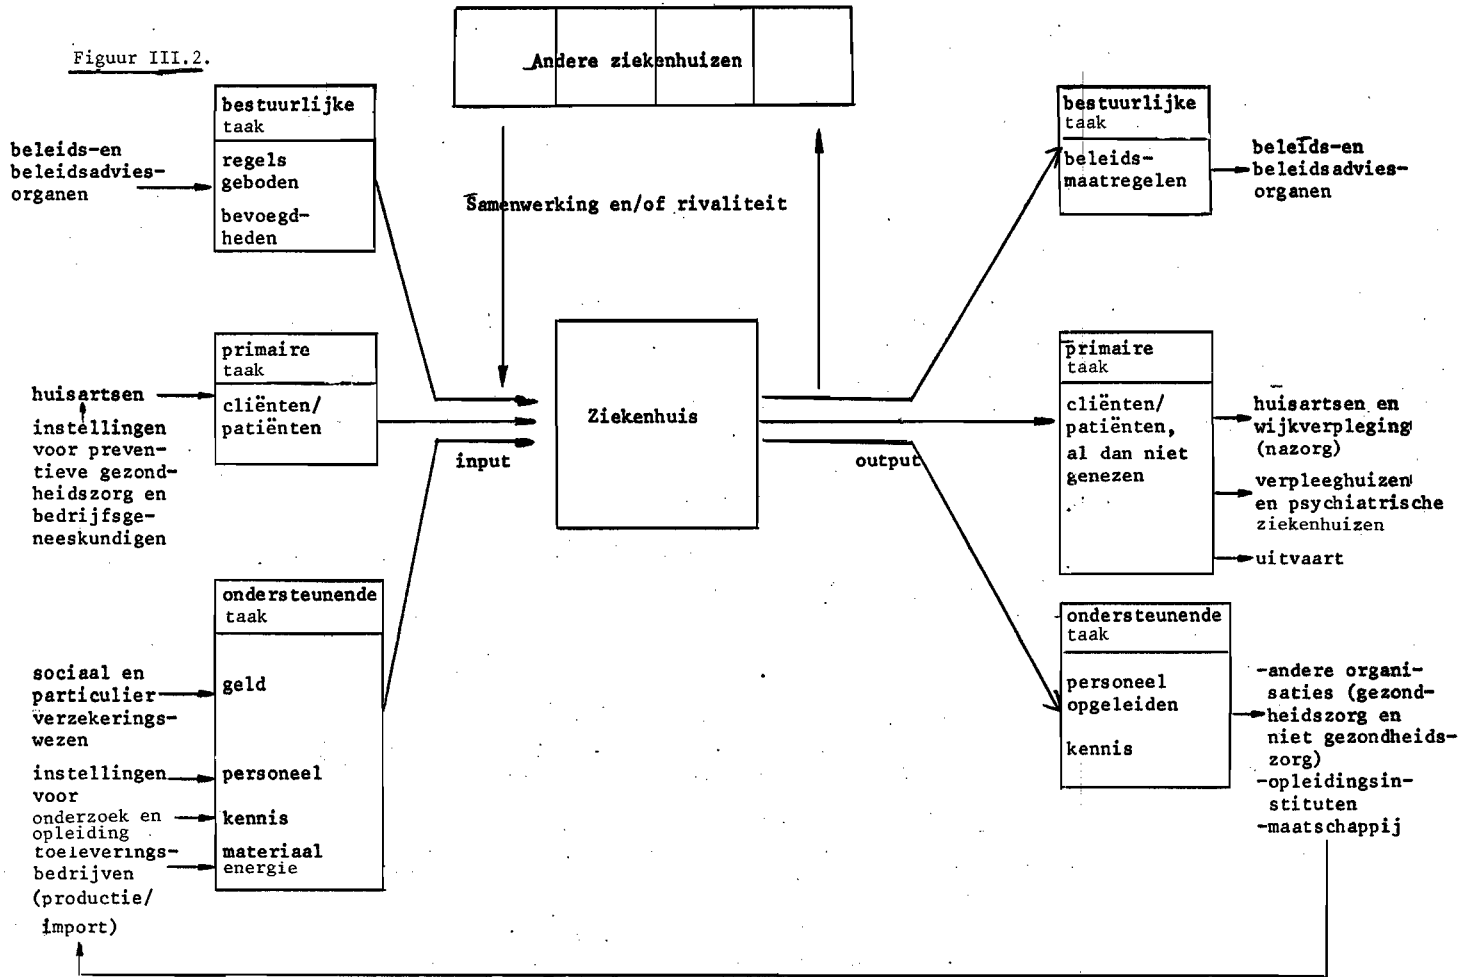 Figuur III.2.
Andere ziekenhuizen
Samenwerking en/of rivaliteit
beleids-en
beleidsadvies-
organen
bestuurlijke
taak
regels
geboden
bevoegd-
heden
huisartsen
instellingen
voor preven-
tieve gezond-
heidszorg en
bedrijfsge-
neeskundigen
primaire
taak
cliënten/
patiënten
sociaal en
particulier
verzekerings-
wezen
instellingen
voor
onderzoek en
opleiding
toeleverings-
bedrijven
(productie/
import)
ondersteunende
taak
geld
personeel
kennis
materiaal
energie
input
Ziekenhuis
output
bestuurlijke
taak
beleids-
maatregelen
beleids-en
beleidsadvies-
organen
primaire
taak
cliënten/
patiënten,
al dan niet
genezen
huisartsen en
wijkverpleging
(nazorg)
verpleeghuizen
en psychiatrische
ziekenhuizen
uitvaart
ondersteunende
taak
personeel
opgeleiden
kennis
-andere organi-
saties (gezond-
heidszorg en
niet gezondheids-
zorg)
-opleidingsin-
stituten
-maatschappij